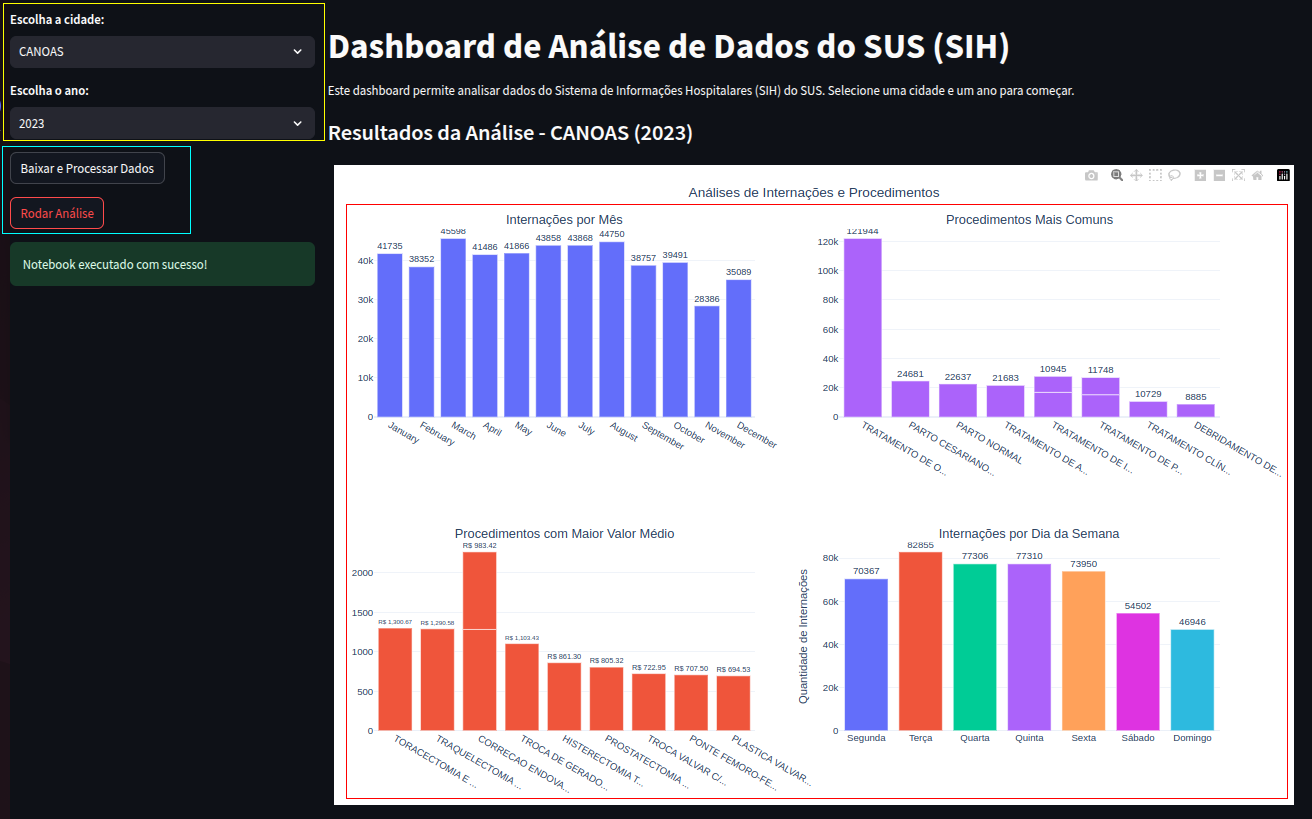 Escolha a cidade:
CANOAS
Escolha o ano:
2023
Baixar e Processar Dados
Rodar Análise
Notebook executado com sucesso!
Dashboard de Análise de Dados do SUS (SIH)
Este dashboard permite analisar dados do Sistema de Informações Hospitalares (SIH) do SUS. Selecione uma cidade e um ano para começar.
Resultados da Análise - CANOAS (2023)
Análises de Internações e Procedimentos
Internações por Mês
41735 38352 45598 41486 41866 43858 43868 44750 38757 39491 28386 35089
40k
30k
20k
10k
0
January February March April May June July August September October November December
Procedimentos Mais Comuns
121944 24681 22637 21683 10945 11748 10729 8885
120k
100k
80k
60k
40k
20k
0
TRATAMENTO DE O... PARTO CESARIANO... PARTO NORMAL TRATAMENTO DE A... TRATAMENTO DE I... TRATAMENTO DE P... TRATAMENTO CLÍN... DEBRIDAMENTO DE...
Procedimentos com Maior Valor Médio
R$ 1,300.67 R$ 1,290.56 R$ 983.42 R$ 1,103.43 R$ 861.30 R$ 805.32 R$ 722.95 R$ 707.50 R$ 694.53
2000
1500
1000
500
0
TORACECTOMIA E ... TRAQUELECTOMIA ... CORRECAO ENDOVA... TROCA DE GERADO... HISTERECTOMIA T... PROSTATECTOMIA ... TROCA VALVAR C/... PONTE FEMORO-FE... PLASTICA VALVAR...
Internações por Dia da Semana
70367 82855 77306 77310 73950 54502 46946
Quantidade de Internações
80k
60k
40k
20k
0
Segunda Terça Quarta Quinta Sexta Sábado Domingo